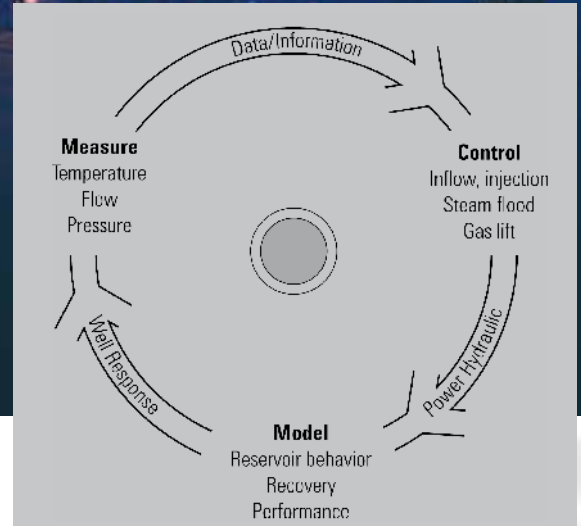 Data/Information
Measure
Temperature
Flow
Pressure
Control
Inflow, injection
Steam flood
Gas lift
Well Response
Power Hydraulic
Model
Reservoir behavior
Recovery
Performance